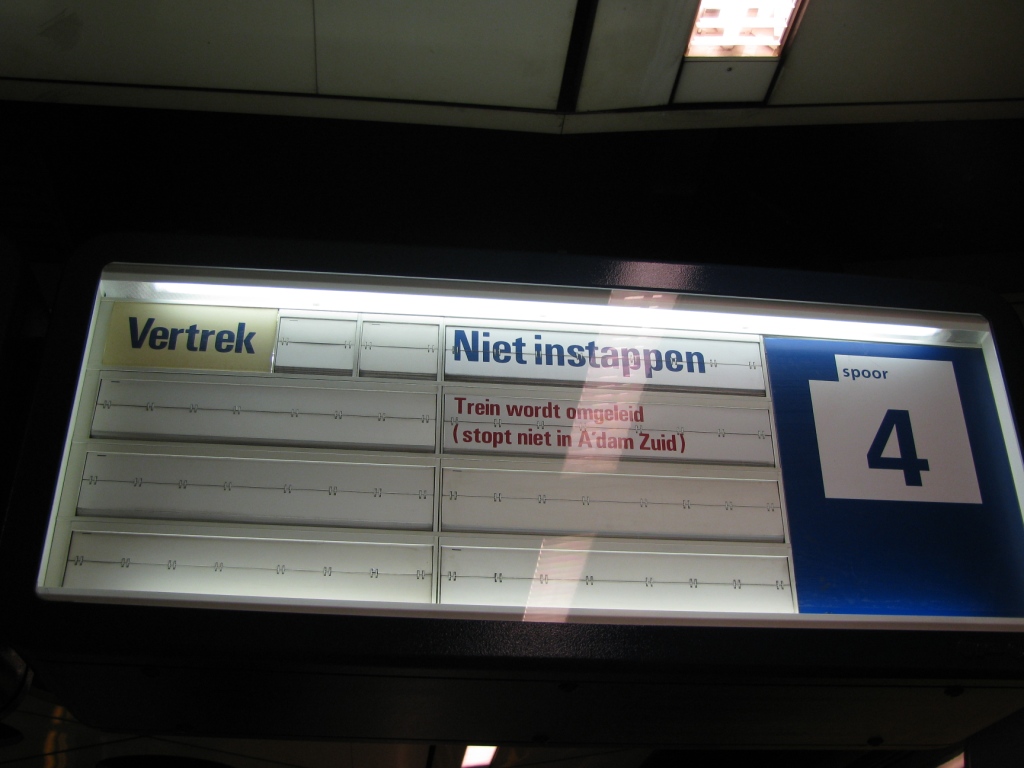 Vertrek
Niet instappen
Trein wordt omgeleid
(stopt niet in A'dam Zuid)
spoor
4